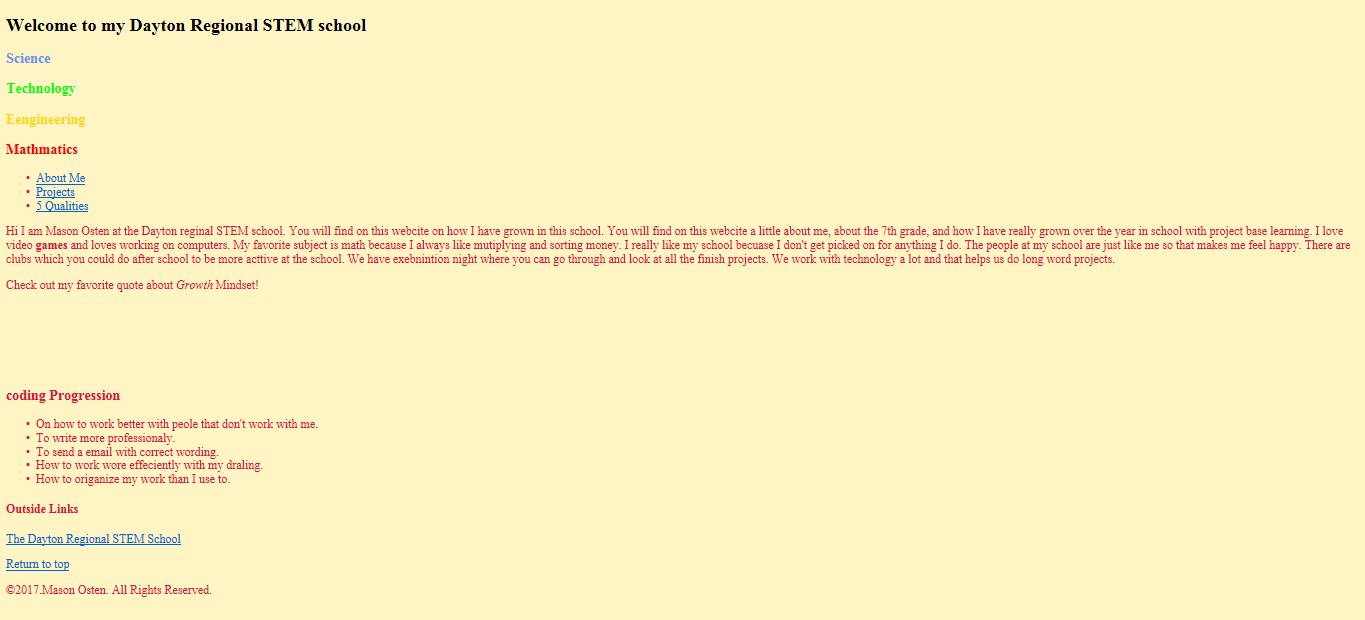 Welcome to my Dayton Regional STEM school
Science
Technology
Eengineering
Mathmatics
• About Me
• Projects
• 5 Qualities
Hi I am Mason Osten at the Dayton reginal STEM school. You will find on this webcite on how I have grown in this school. You will find on this webcite a little about me, about the 7th grade, and how I have really grown over the year in school with project base learning. I love
video games and loves working on computers. My favorite subject is math because I always like mutiplying and sorting money. I really like my school becuase I don't get picked on for anything I do. The people at my school are just like me so that makes me feel happy. There are
clubs which you could do after school to be more acttive at the school. We have exebnintion night where you can go through and look at all the finish projects. We work with technology a lot and that helps us do long word projects.
Check out my favorite quote about Growth Mindset!
coding Progression
• On how to work better with peole that don't work with me.
• To write more professionaly.
• To send a email with correct wording.
• How to work wore effeciently with my draling.
• How to origanize my work than I use to.
Outside Links
The Dayton Regional STEM School
Return to top
©2017.Mason Osten. All Rights Reserved.